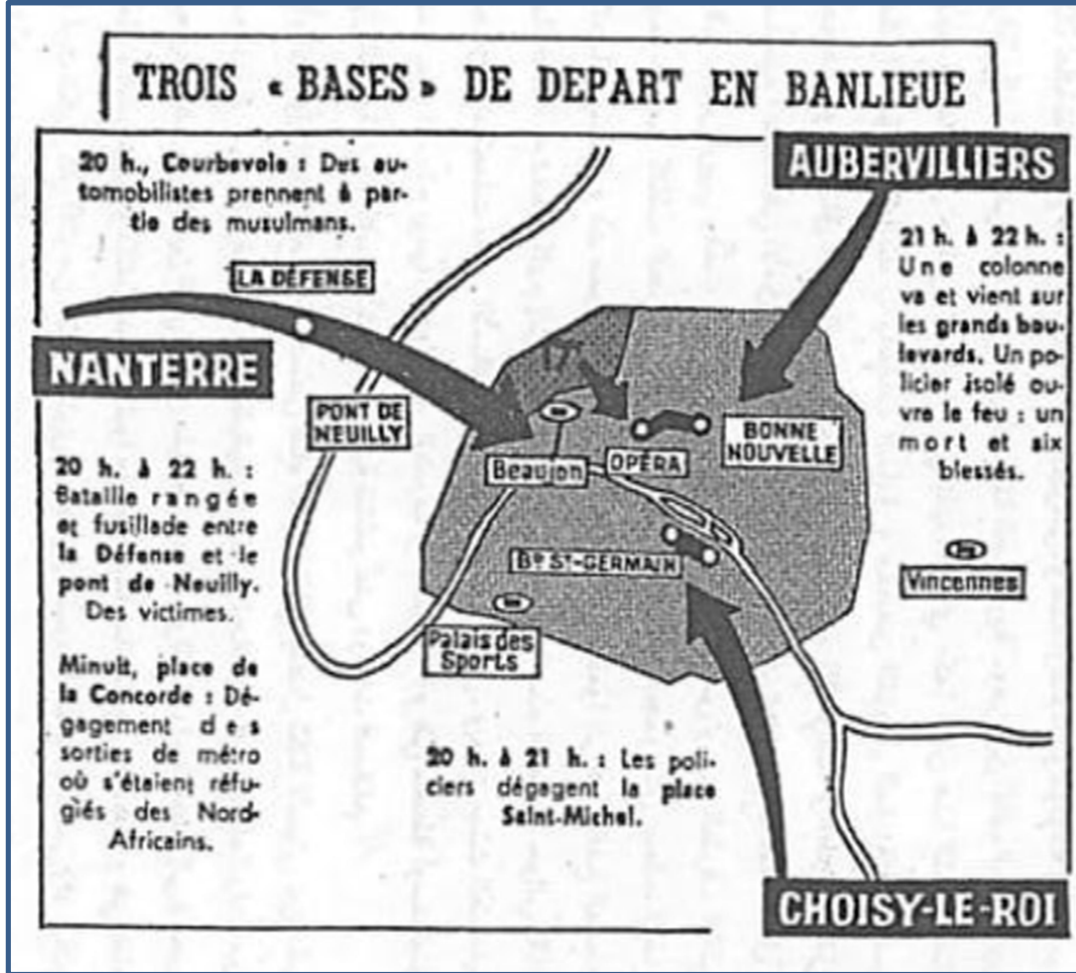 TROIS « BASES » DE DEPART EN BANLIEUE
20 h., Courbevoie : Des au-
tomobilistes prennent à par-
tie des musulmans.
LA DÉFENSE
NANTERRE
PONT DE
NEUILLY
20 h. à 22 h. :
Bataille rangée
et fusillade entre
la Défense et le
pont de Neuilly.
Des victimes.
Minuit, place de
la Concorde : Dé-
gagement des
sorties de métro
où s'étaient réfu-
giés des Nord-
Africains.
Beaujon
OPÉRA
BONNE
NOUVELLE
Bd ST-GERMAIN
Palais des
Sports
20 h. à 21 h. : Les poli-
ciers dégagent la place
Saint-Michel.
AUBERVILLIERS
21 h. à 22 h. :
Une colonne
va et vient sur
les grands bou-
levards. Un po-
licier isolé ou-
vre le feu : un
mort et six
blessés.
Vincennes
CHOISY-LE-ROI